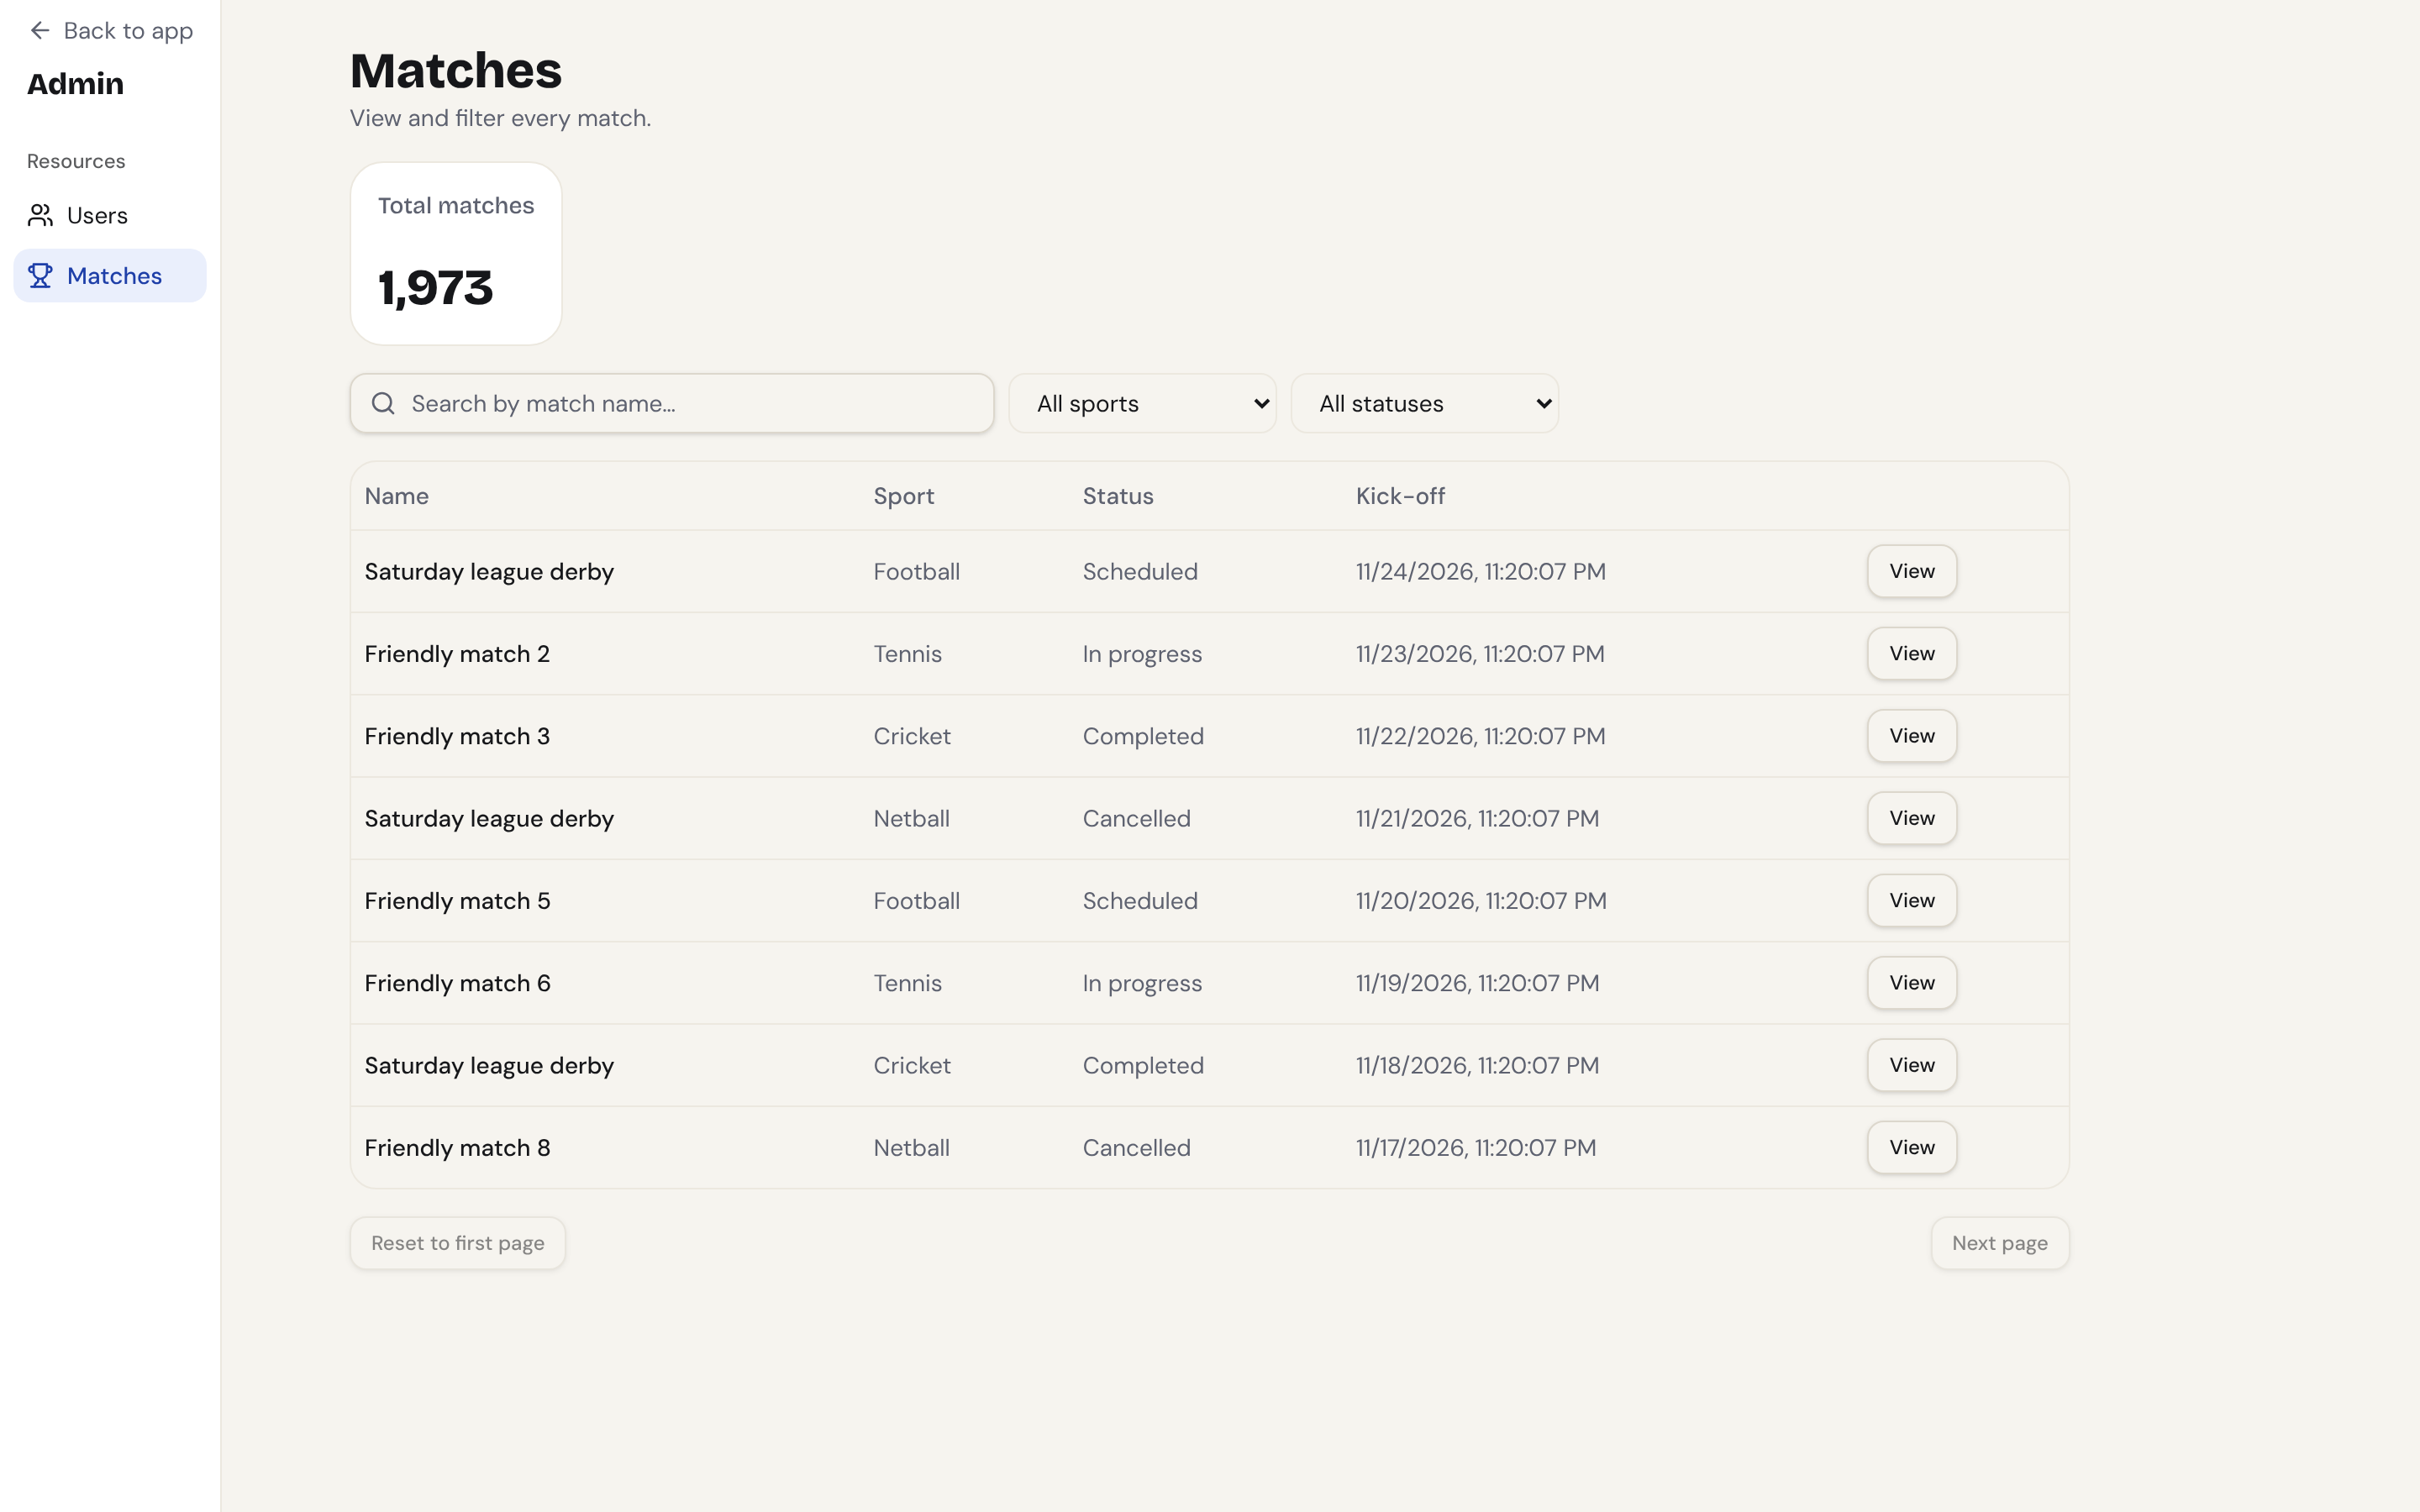 Back to app
Admin
Resources
Users
Matches
Matches
View and filter every match.
Total matches
1,973
Search by match name...
All sports
All statuses
Name Sport Status Kick-off
Saturday league derby Football Scheduled 11/24/2026, 11:20:07 PM View
Friendly match 2 Tennis In progress 11/23/2026, 11:20:07 PM View
Friendly match 3 Cricket Completed 11/22/2026, 11:20:07 PM View
Saturday league derby Netball Cancelled 11/21/2026, 11:20:07 PM View
Friendly match 5 Football Scheduled 11/20/2026, 11:20:07 PM View
Friendly match 6 Tennis In progress 11/19/2026, 11:20:07 PM View
Saturday league derby Cricket Completed 11/18/2026, 11:20:07 PM View
Friendly match 8 Netball Cancelled 11/17/2026, 11:20:07 PM View
Reset to first page
Next page